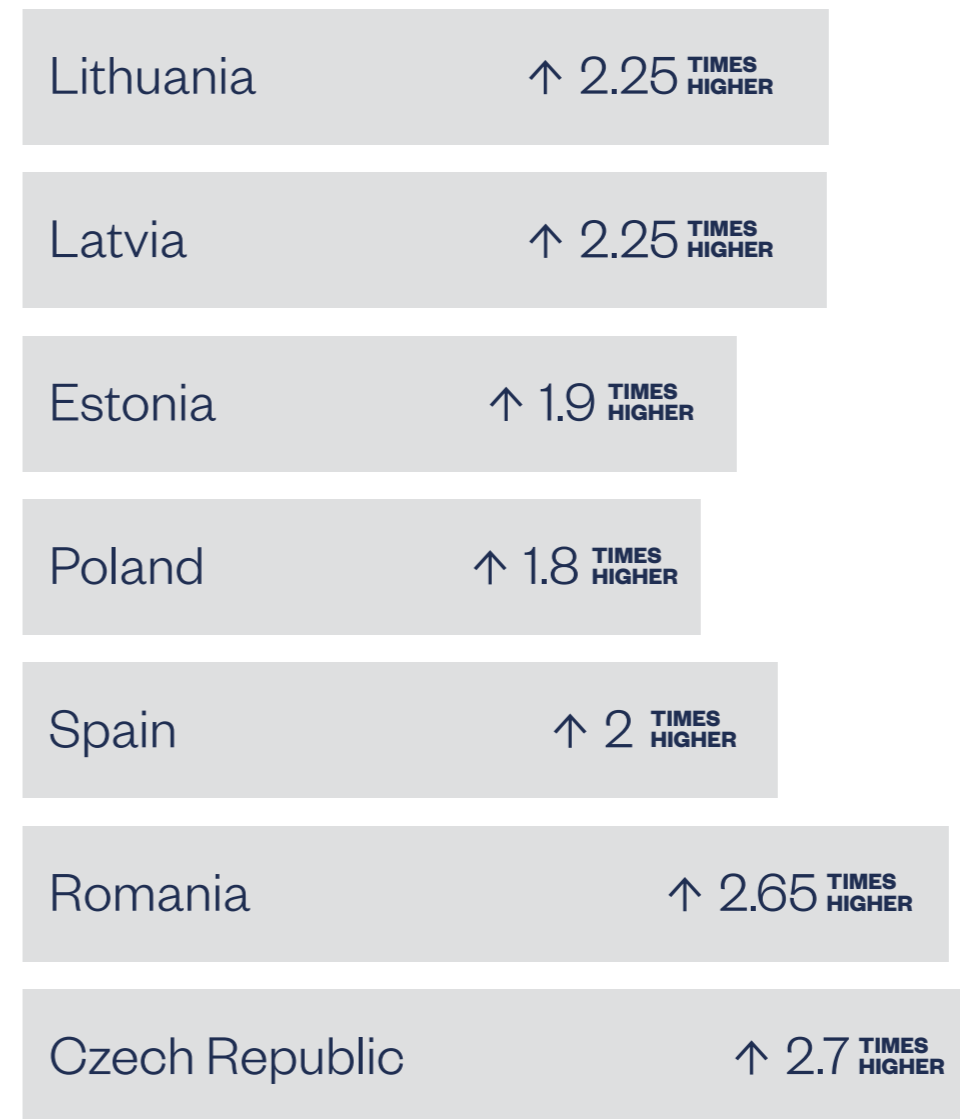 Lithuania ↑ 2.25 TIMES HIGHER
Latvia ↑ 2.25 TIMES HIGHER
Estonia ↑ 1.9 TIMES HIGHER
Poland ↑ 1.8 TIMES HIGHER
Spain ↑ 2 TIMES HIGHER
Romania ↑ 2.65 TIMES HIGHER
Czech Republic ↑ 2.7 TIMES HIGHER